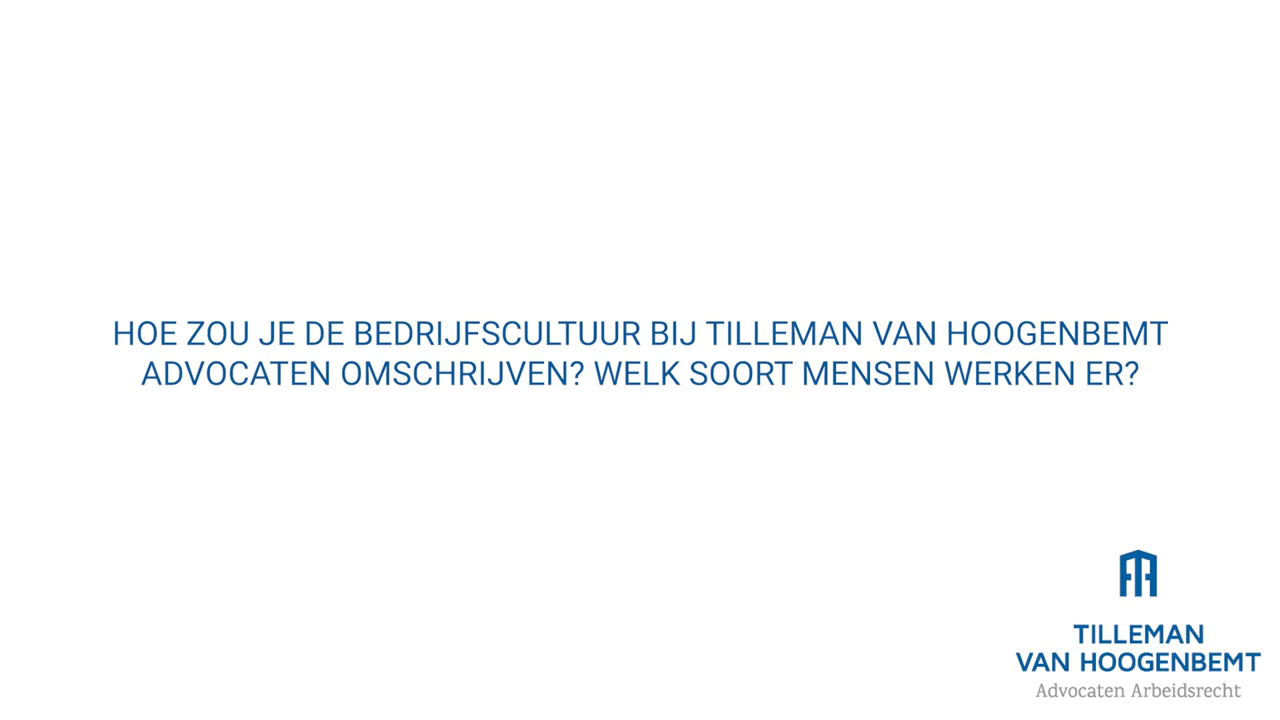 HOE ZOU JE DE BEDRIJFSCULTUUR BIJ TILLEMAN VAN HOOGENBEMT
ADVOCATEN OMSCHRIJVEN? WELK SOORT MENSEN WERKEN ER?
TILLEMAN
VAN HOOGENBEMT
Advocaten Arbeidsrecht